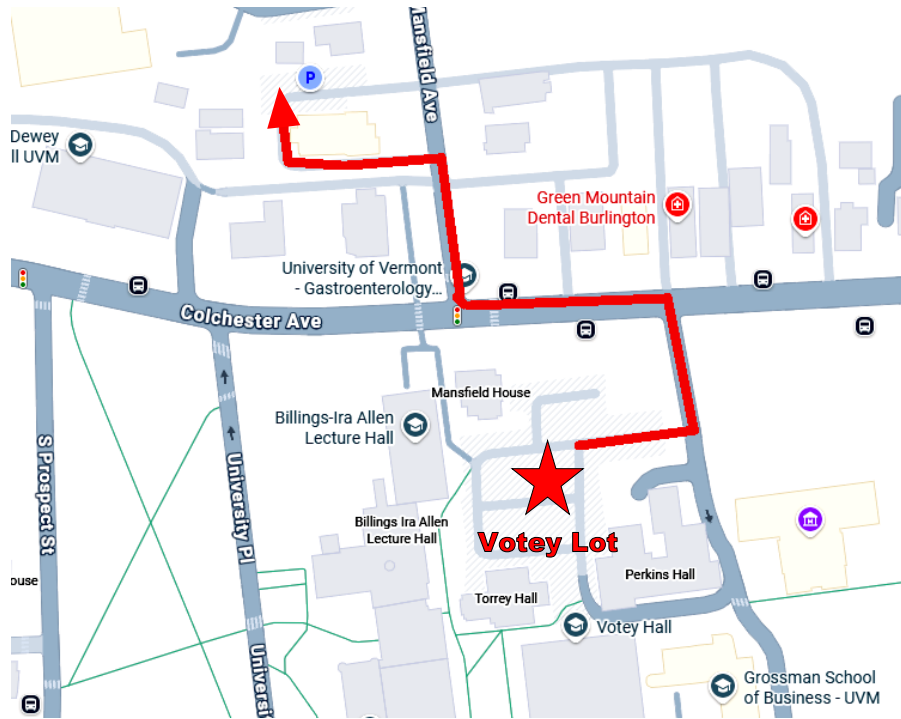 Mansfield Ave
P
Dewey
ll UVM
Green Mountain
Dental Burlington
University of Vermont
- Gastroenterology...
Colchester Ave
Mansfield House
Billings-Ira Allen
Lecture Hall
S Prospect St
University Pl
Billings Ira Allen
Lecture Hall
Votey Lot
Perkins Hall
ouse
Torrey Hall
Votey Hall
University
Grossman School
of Business - UVM